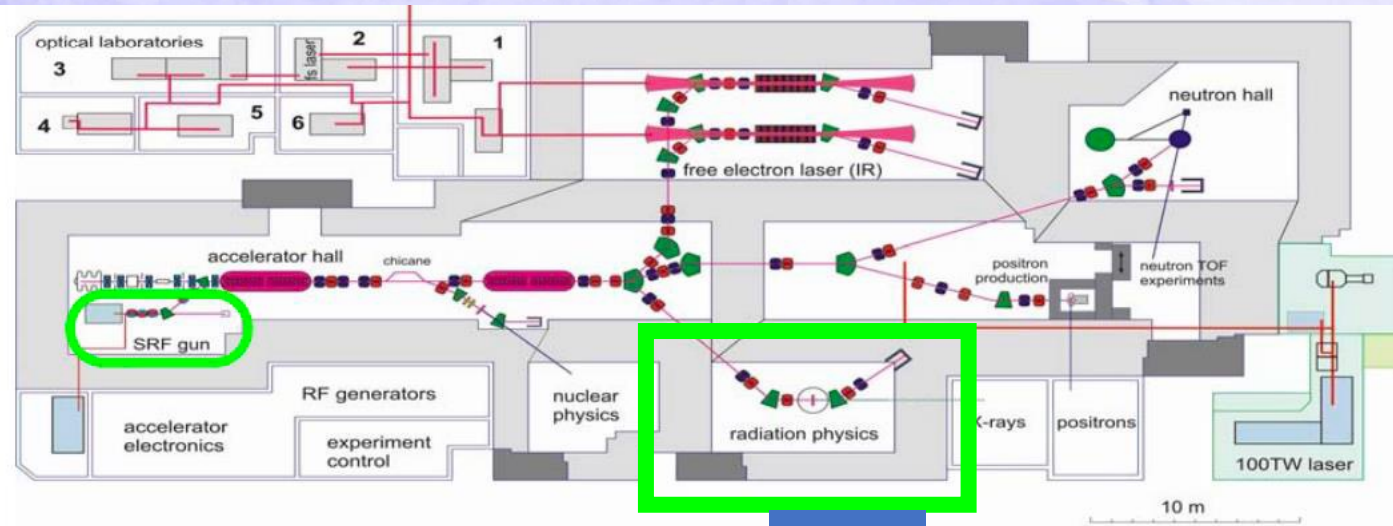 optical laboratories
3
fs laser
2
1
4
5
6
free electron laser (IR)
neutron hall
accelerator hall
chicane
positron
production
neutron TOF
experiments
SRF gun
RF generators
accelerator
electronics
experiment
control
nuclear
physics
radiation physics
-rays
positrons
100TW laser
10 m